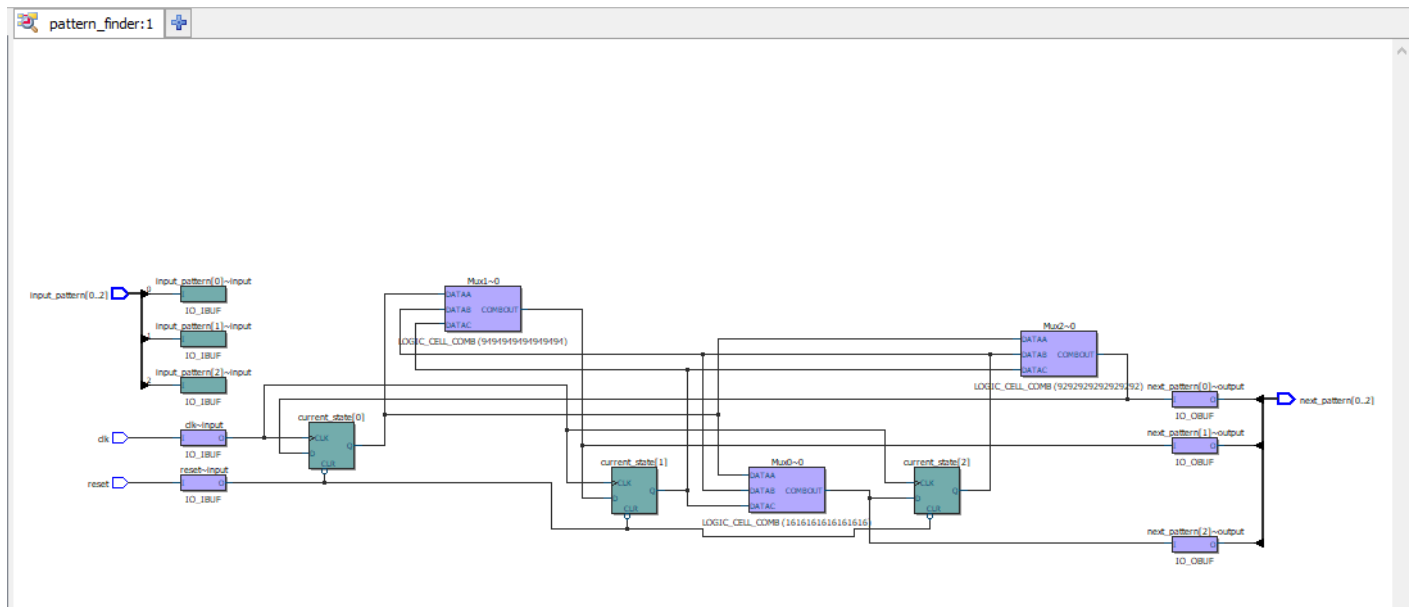 pattern_finder:1
input_pattern[0]~input
input_pattern[0..2]
0
I
IO_IBUF
input_pattern[1]~input
1
I
IO_IBUF
input_pattern[2]~input
2
I
IO_IBUF
clk
clk~input
I
O
IO_IBUF
reset
reset~input
I
O
IO_IBUF
current_state[0]
CLK
D
Q
CLR
Mux1~0
DATAA
DATAB
COMBOUT
DATAC
LOGIC_CELL_COMB (9494949494949494)
current_state[1]
CLK
D
Q
CLR
Mux0~0
DATAA
DATAB
COMBOUT
DATAC
LOGIC_CELL_COMB (1616161616161616)
current_state[2]
CLK
D
Q
CLR
Mux2~0
DATAA
DATAB
COMBOUT
DATAC
LOGIC_CELL_COMB (9292929292929292)
next_pattern[0]~output
I
O
IO_OBUF
next_pattern[0..2]
next_pattern[1]~output
I
O
IO_OBUF
next_pattern[2]~output
I
O
IO_OBUF